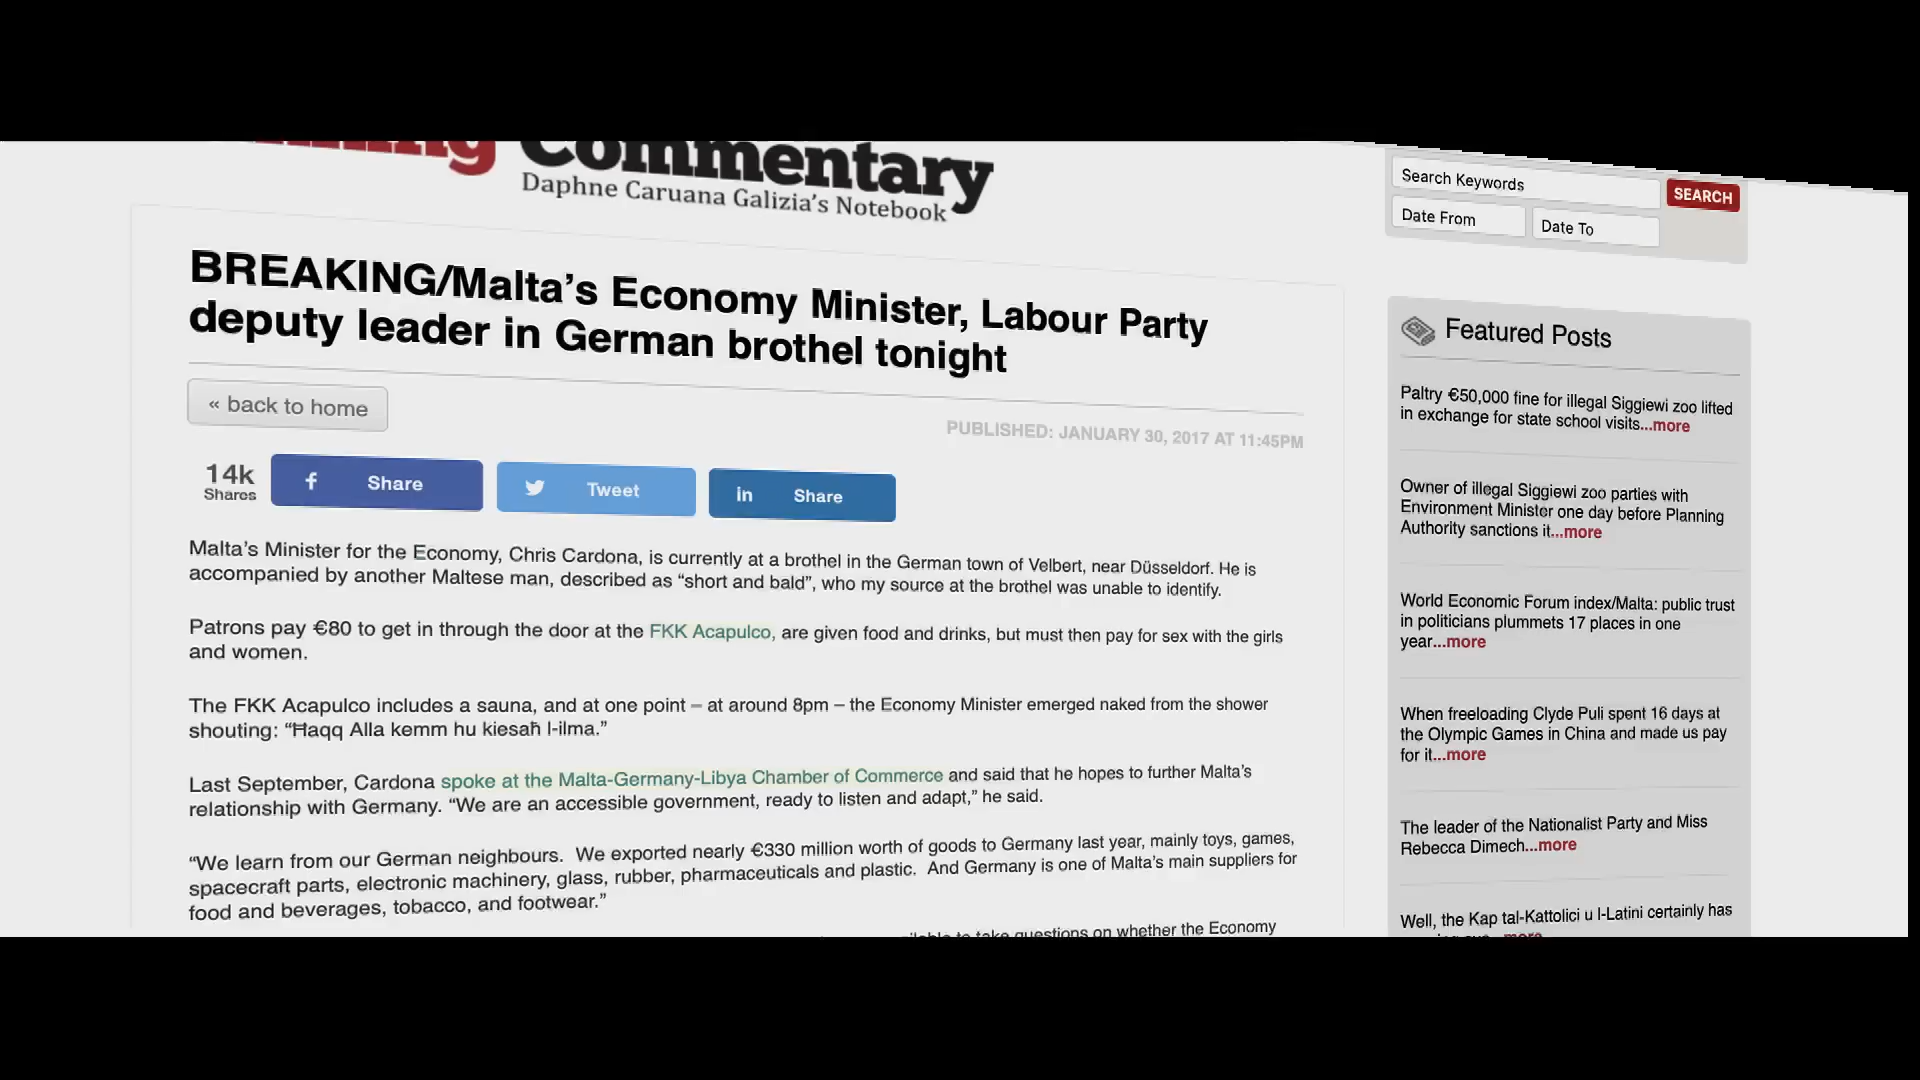 Commentary
Daphne Caruana Galizia's Notebook
Search Keywords
SEARCH
Date From
Date To
BREAKING/Malta's Economy Minister, Labour Party
deputy leader in German brothel tonight
« back to home
PUBLISHED: JANUARY 30, 2017 AT 11:45PM
14k
Shares
f Share
Tweet
in Share
Malta's Minister for the Economy, Chris Cardona, is currently at a brothel in the German town of Velbert, near Düsseldorf. He is
accompanied by another Maltese man, described as “short and bald”, who my source at the brothel was unable to identify.
Patrons pay €80 to get in through the door at the FKK Acapulco, are given food and drinks, but must then pay for sex with the girls
and women.
The FKK Acapulco includes a sauna, and at one point – at around 8pm – the Economy Minister emerged naked from the shower
shouting: “Ħaqq Alla kemm hu kiesaħ l-ilma.”
Last September, Cardona spoke at the Malta-Germany-Libya Chamber of Commerce and said that he hopes to further Malta's
relationship with Germany. “We are an accessible government, ready to listen and adapt,” he said.
“We learn from our German neighbours. We exported nearly €330 million worth of goods to Germany last year, mainly toys, games,
spacecraft parts, electronic machinery, glass, rubber, pharmaceuticals and plastic. And Germany is one of Malta's main suppliers for
food and beverages, tobacco, and footwear.”
to take questions on whether the Economy
Featured Posts
Paltry €50,000 fine for illegal Siggiewi zoo lifted
in exchange for state school visits...more
Owner of illegal Siggiewi zoo parties with
Environment Minister one day before Planning
Authority sanctions it...more
World Economic Forum index/Malta: public trust
in politicians plummets 17 places in one
year...more
When freeloading Clyde Puli spent 16 days at
the Olympic Games in China and made us pay
for it...more
The leader of the Nationalist Party and Miss
Rebecca Dimech...more
Well, the Kap tal-Kattolici u l-Latini certainly has
...more